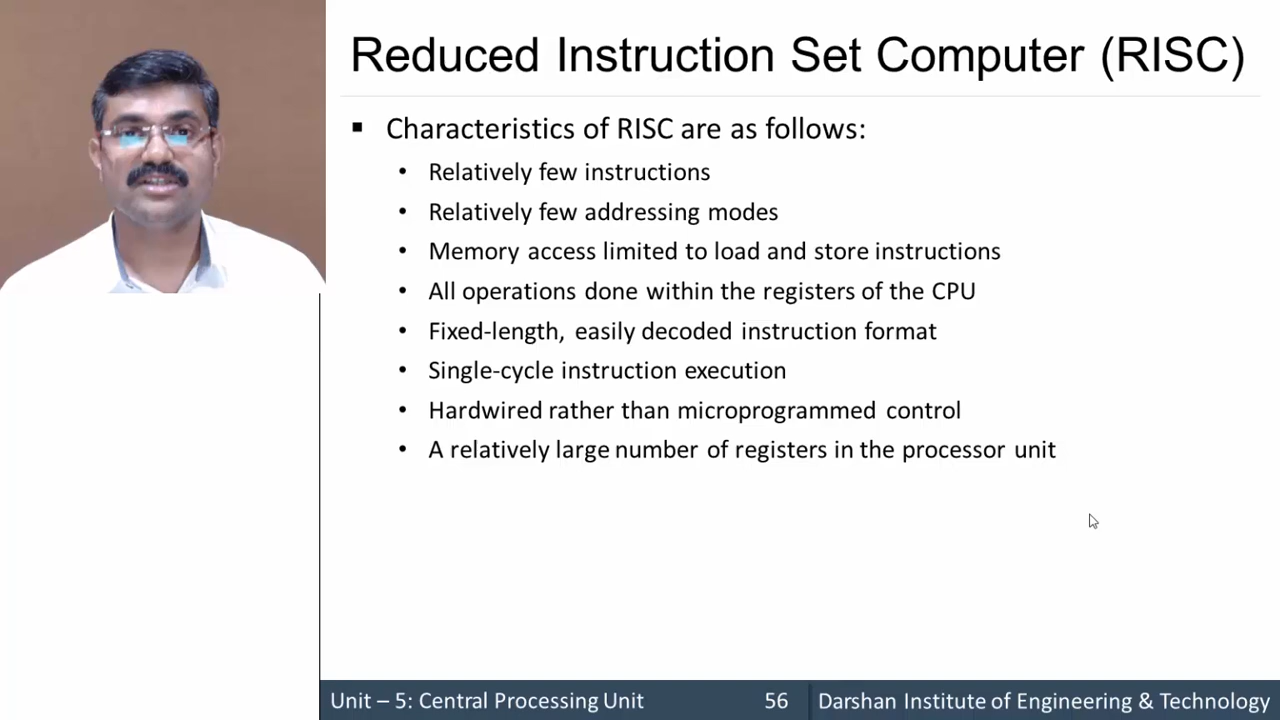 Reduced Instruction Set Computer (RISC)
▪ Characteristics of RISC are as follows:
• Relatively few instructions
• Relatively few addressing modes
• Memory access limited to load and store instructions
• All operations done within the registers of the CPU
• Fixed-length, easily decoded instruction format
• Single-cycle instruction execution
• Hardwired rather than microprogrammed control
• A relatively large number of registers in the processor unit
Unit – 5: Central Processing Unit 56 Darshan Institute of Engineering & Technology